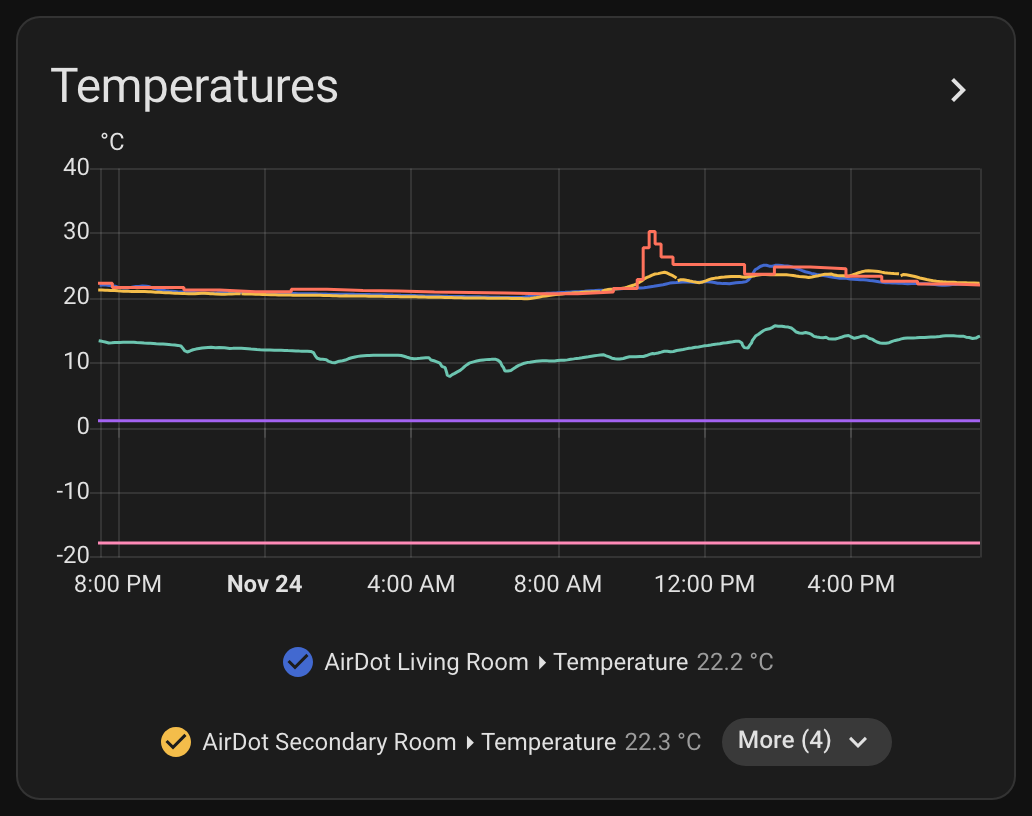 Temperatures
°C
40
30
20
10
0
-10
-20
8:00 PM Nov 24 4:00 AM 8:00 AM 12:00 PM 4:00 PM
AirDot Living Room ▸ Temperature 22.2 °C
AirDot Secondary Room ▸ Temperature 22.3 °C More (4)